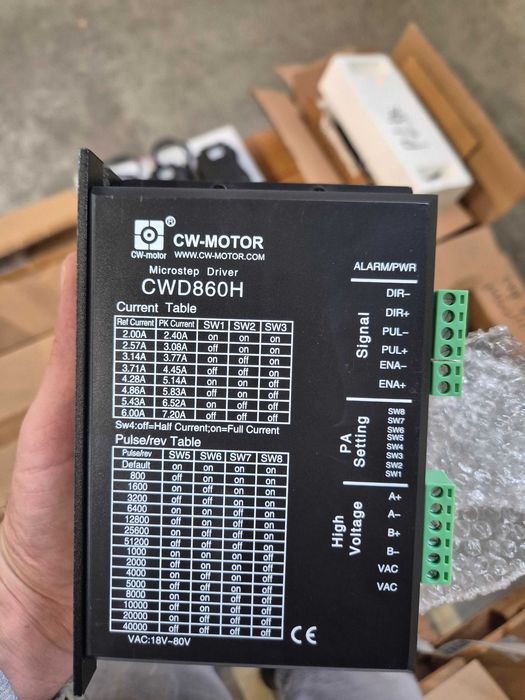 CW-motor
®
CW-MOTOR
WWW.CW-MOTOR.COM
Microstep Driver
CWD860H
Current Table
Ref Current PK Current SW1 SW2 SW3
2.00A 2.40A on on on
2.57A 3.08A off on on
3.14A 3.77A on off on
3.71A 4.45A off off on
4.28A 5.14A on on off
4.86A 5.83A off on off
5.43A 6.52A on off off
6.00A 7.20A off off off
Sw4:off=Half Current;on=Full Current
Pulse/rev Table
Pulse/rev SW5 SW6 SW7 SW8
Default on on on on
800 off on on on
1600 on off on on
3200 off off on on
6400 on on off on
12800 off on off on
25600 on off off on
51200 off off off on
1000 on on on off
2000 off on on off
4000 on off on off
5000 off off on off
8000 on on off off
10000 off on off off
20000 on off off off
40000 off off off off
VAC:18V~80V
CE
ALARM/PWR
Signal
DIR-
DIR+
PUL-
PUL+
ENA-
ENA+
PA
Setting
SW8
SW7
SW6
SW5
SW4
SW3
SW2
SW1
High
Voltage
A+
A-
B+
B-
VAC
VAC